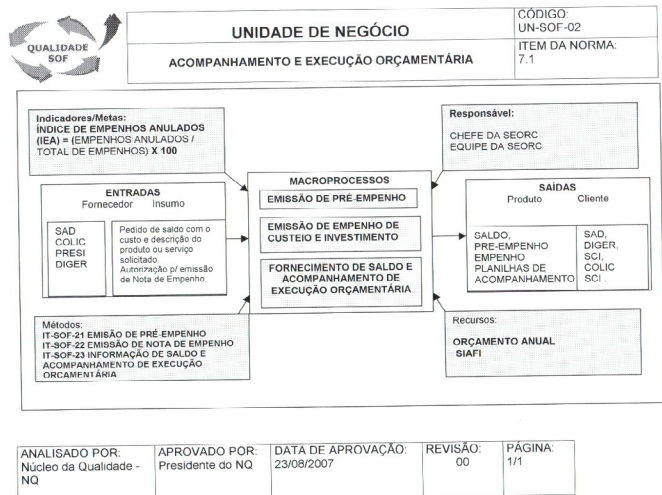 QUALIDADE
SOF
UNIDADE DE NEGÓCIO
ACOMPANHAMENTO E EXECUÇÃO ORÇAMENTÁRIA
CÓDIGO:
UN-SOF-02
ITEM DA NORMA:
7.1
Indicadores/Metas:
ÍNDICE DE EMPENHOS ANULADOS
(IEA) = (EMPENHOS ANULADOS /
TOTAL DE EMPENHOS) X 100
Responsável:
CHEFE DA SEORC
EQUIPE DA SEORC
ENTRADAS
Fornecedor Insumo
SAD
COLIC
PRESI
DIGER
Pedido de saldo com o
custo e descrição do
produto ou serviço
solicitado.
Autorização p/ emissão
de Nota de Empenho.
MACROPROCESSOS
EMISSÃO DE PRÉ-EMPENHO
EMISSÃO DE EMPENHO DE
CUSTEIO E INVESTIMENTO
FORNECIMENTO DE SALDO E
ACOMPANHAMENTO DE
EXECUÇÃO ORÇAMENTÁRIA
SAÍDAS
Produto Cliente
SALDO,
PRE-EMPENHO
EMPENHO
PLANILHAS DE
ACOMPANHAMENTO
SAD,
DIGER,
SCI,
COLIC
SCI .
Métodos:
IT-SOF-21 EMISÃO DE PRÉ-EMPENHO
IT-SOF-22 EMISSÃO DE NOTA DE EMPENHO
IT-SOF-23 INFORMAÇÃO DE SALDO E
ACOMPANHAMENTO DE EXECUÇÃO
ORÇAMENTÁRIA
Recursos:
ORÇAMENTO ANUAL
SIAFI
ANALISADO POR:
Núcleo da Qualidade -
NQ
APROVADO POR:
Presidente do NQ
DATA DE APROVAÇÃO:
23/08/2007
REVISÃO:
00
PÁGINA:
1/1